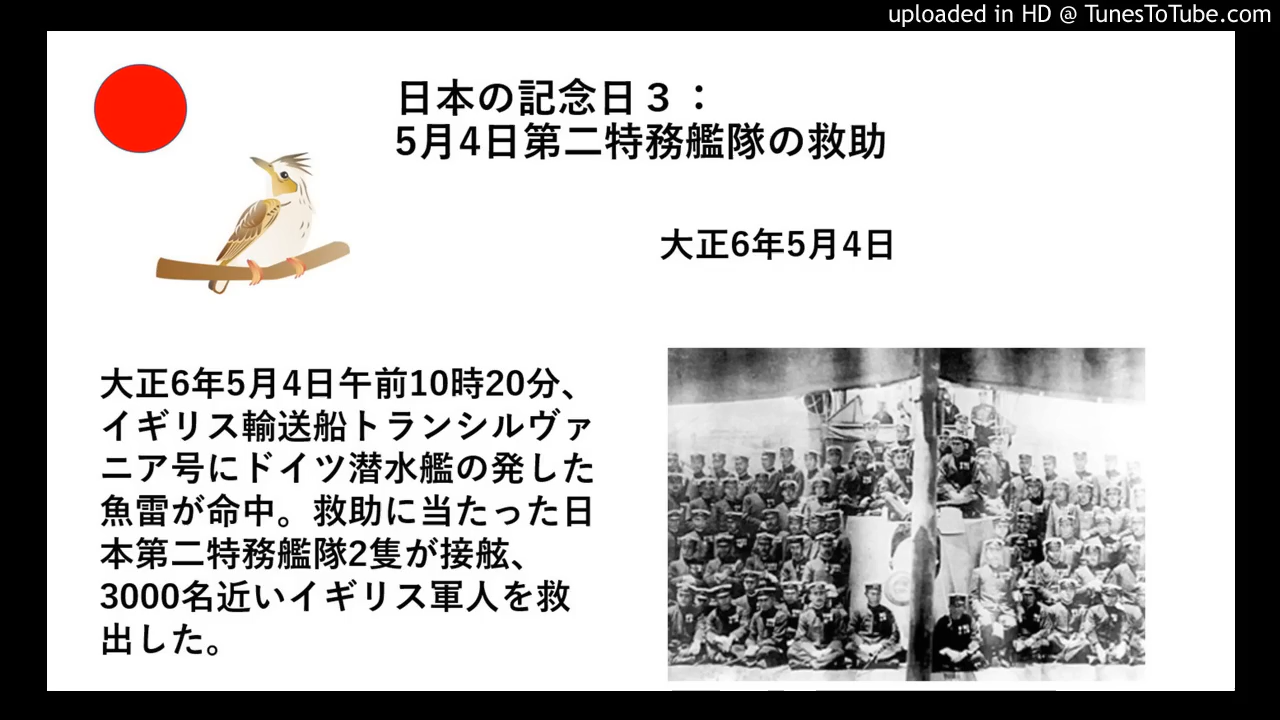 uploaded in HD @ TunesToTube.com
日本の記念日３：
5月4日第二特務艦隊の救助
大正6年5月4日
大正6年5月4日午前10時20分、
イギリス輸送船トランシルヴァ
ニア号にドイツ潜水艦の発した
魚雷が命中。救助に当たった日
本第二特務艦隊2隻が接舷、
3000名近いイギリス軍人を救
出した。